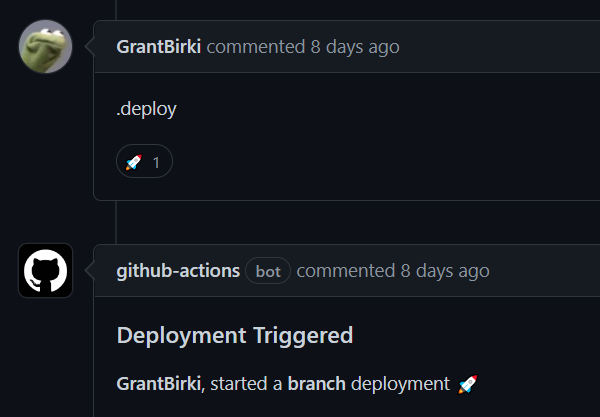 GrantBirki commented 8 days ago
.deploy
🚀 1
github-actions bot commented 8 days ago
Deployment Triggered
GrantBirki, started a branch deployment 🚀